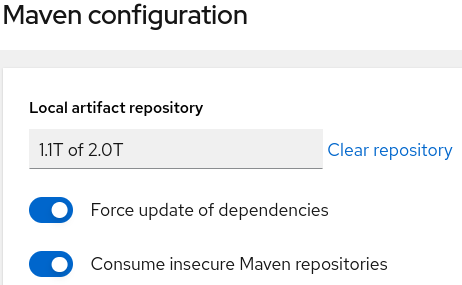 Maven configuration
Local artifact repository
1.1T of 2.0T
Clear repository
Force update of dependencies
Consume insecure Maven repositories